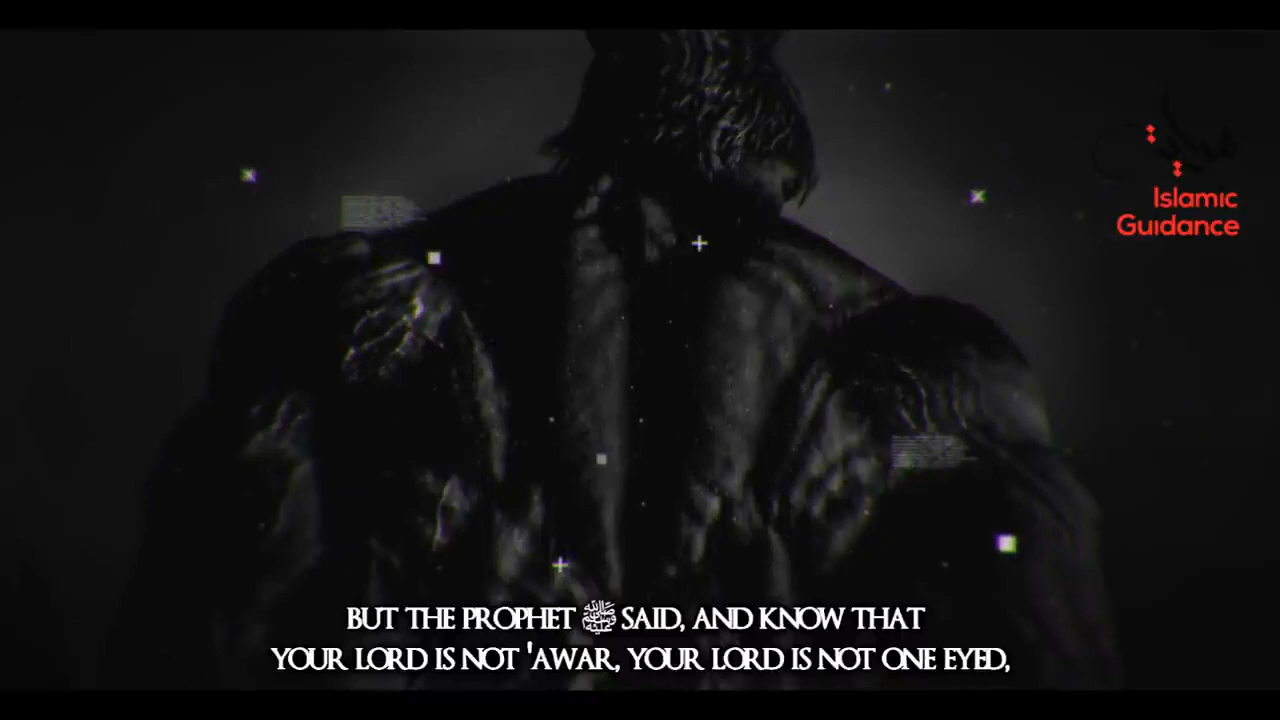 Islamic
Guidance
BUT THE PROPHET ﷺ SAID, AND KNOW THAT
YOUR LORD IS NOT 'AWAR, YOUR LORD IS NOT ONE EYED,